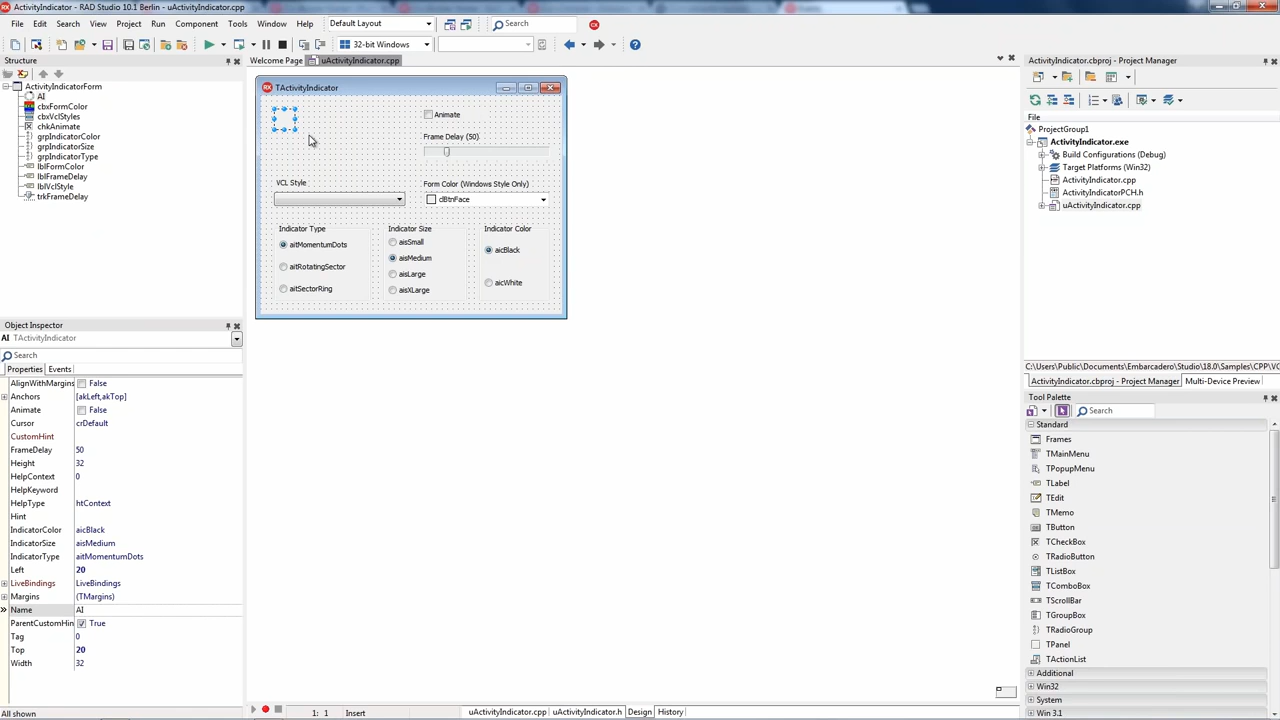 ActivityIndicator - RAD Studio 10.1 Berlin - uActivityIndicator.cpp
File Edit Search View Project Run Component Tools Window Help Default Layout Search
32-bit Windows
Structure
Welcome Page uActivityIndicator.cpp
ActivityIndicator.cbproj - Project Manager
ActivityIndicatorForm
AI
cbxFormColor
cbxVclStyles
chkAnimate
grpIndicatorColor
grpIndicatorSize
grpIndicatorType
lblFormColor
lblFrameDelay
lblVclStyle
trkFrameDelay
TActivityIndicator
Animate
Frame Delay (50)
VCL Style
Form Color (Windows Style Only)
clBtnFace
Indicator Type
aitMomentumDots
aitRotatingSector
aitSectorRing
Indicator Size
aisSmall
aisMedium
aisLarge
aisXLarge
Indicator Color
aicBlack
aicWhite
File
ProjectGroup1
ActivityIndicator.exe
Build Configurations (Debug)
Target Platforms (Win32)
ActivityIndicator.cpp
ActivityIndicatorPCH.h
uActivityIndicator.cpp
C:\Users\Public\Documents\Embarcadero\Studio\18.0\Samples\CPP\VC
ActivityIndicator.cbproj - Project Manager Multi-Device Preview
Object Inspector
AI TActivityIndicator
Search
Properties Events
AlignWithMargins False
Anchors [akLeft,akTop]
Animate False
Cursor crDefault
CustomHint
FrameDelay 50
Height 32
HelpContext 0
HelpKeyword
HelpType htContext
Hint
IndicatorColor aicBlack
IndicatorSize aisMedium
IndicatorType aitMomentumDots
Left 20
LiveBindings LiveBindings
Margins (TMargins)
Name AI
ParentCustomHin True
Tag 0
Top 20
Width 32
All shown
Tool Palette
Search
Standard
Frames
TMainMenu
TPopupMenu
TLabel
TEdit
TMemo
TButton
TCheckBox
TRadioButton
TListBox
TComboBox
TScrollBar
TGroupBox
TRadioGroup
TPanel
TActionList
Additional
Win32
System
Win 3.1
1: 1 Insert uActivityIndicator.cpp uActivityIndicator.h Design History